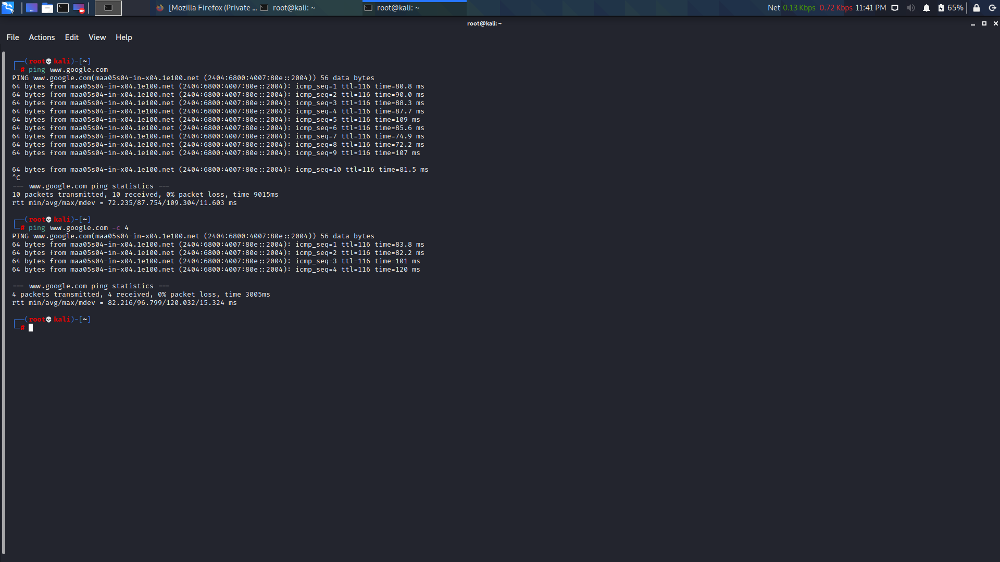 [Mozilla Firefox (Private ... root@kali: ~ root@kali: ~ Net 0.13 Kbps 0.72 Kbps 11:41 PM 65%
root@kali: ~
File Actions Edit View Help
┌──(root💀kali)-[~]
└─# ping www.google.com
PING www.google.com(maa05s04-in-x04.1e100.net (2404:6800:4007:80e::2004)) 56 data bytes
64 bytes from maa05s04-in-x04.1e100.net (2404:6800:4007:80e::2004): icmp_seq=1 ttl=116 time=80.8 ms
64 bytes from maa05s04-in-x04.1e100.net (2404:6800:4007:80e::2004): icmp_seq=2 ttl=116 time=90.0 ms
64 bytes from maa05s04-in-x04.1e100.net (2404:6800:4007:80e::2004): icmp_seq=3 ttl=116 time=88.3 ms
64 bytes from maa05s04-in-x04.1e100.net (2404:6800:4007:80e::2004): icmp_seq=4 ttl=116 time=87.7 ms
64 bytes from maa05s04-in-x04.1e100.net (2404:6800:4007:80e::2004): icmp_seq=5 ttl=116 time=109 ms
64 bytes from maa05s04-in-x04.1e100.net (2404:6800:4007:80e::2004): icmp_seq=6 ttl=116 time=85.6 ms
64 bytes from maa05s04-in-x04.1e100.net (2404:6800:4007:80e::2004): icmp_seq=7 ttl=116 time=74.9 ms
64 bytes from maa05s04-in-x04.1e100.net (2404:6800:4007:80e::2004): icmp_seq=8 ttl=116 time=72.2 ms
64 bytes from maa05s04-in-x04.1e100.net (2404:6800:4007:80e::2004): icmp_seq=9 ttl=116 time=107 ms
64 bytes from maa05s04-in-x04.1e100.net (2404:6800:4007:80e::2004): icmp_seq=10 ttl=116 time=81.5 ms
^C
--- www.google.com ping statistics ---
10 packets transmitted, 10 received, 0% packet loss, time 9015ms
rtt min/avg/max/mdev = 72.235/87.754/109.304/11.603 ms
┌──(root💀kali)-[~]
└─# ping www.google.com -c 4
PING www.google.com(maa05s04-in-x04.1e100.net (2404:6800:4007:80e::2004)) 56 data bytes
64 bytes from maa05s04-in-x04.1e100.net (2404:6800:4007:80e::2004): icmp_seq=1 ttl=116 time=83.8 ms
64 bytes from maa05s04-in-x04.1e100.net (2404:6800:4007:80e::2004): icmp_seq=2 ttl=116 time=82.2 ms
64 bytes from maa05s04-in-x04.1e100.net (2404:6800:4007:80e::2004): icmp_seq=3 ttl=116 time=101 ms
64 bytes from maa05s04-in-x04.1e100.net (2404:6800:4007:80e::2004): icmp_seq=4 ttl=116 time=120 ms
--- www.google.com ping statistics ---
4 packets transmitted, 4 received, 0% packet loss, time 3005ms
rtt min/avg/max/mdev = 82.216/96.799/120.032/15.324 ms
┌──(root💀kali)-[~]
└─#